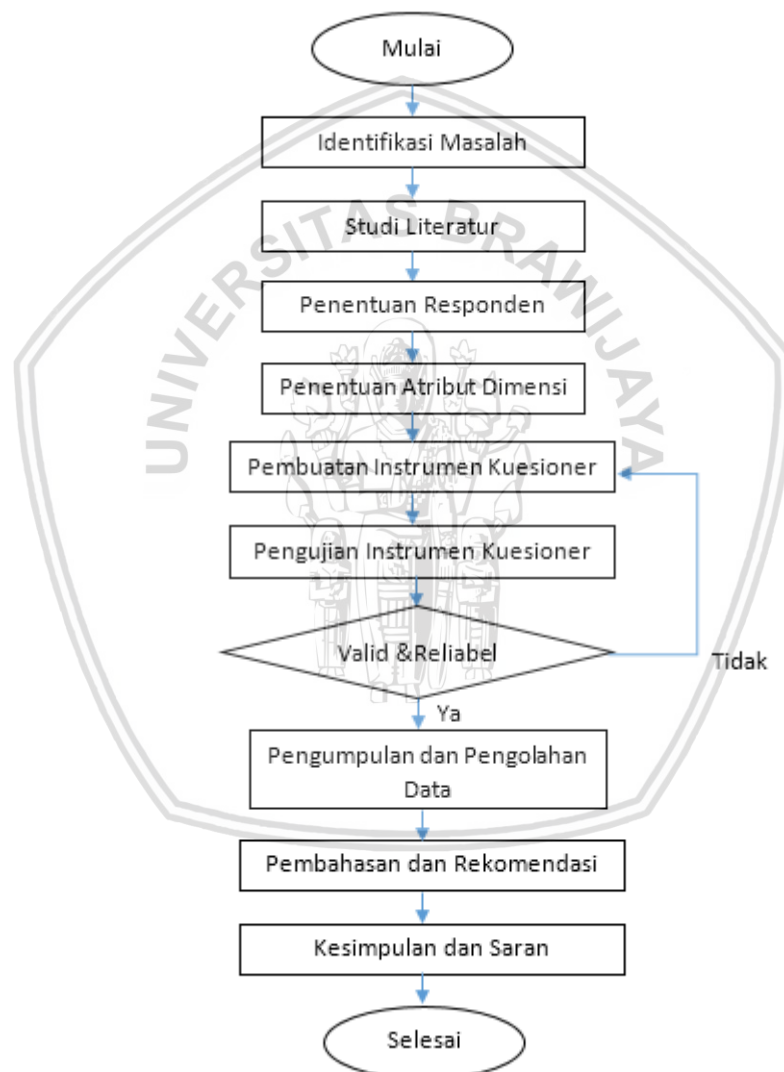 Mulai
Identifikasi Masalah
UNIVERSITAS BRAWIJAYA
Studi Literatur
Penentuan Responden
Penentuan Atribut Dimensi
Pembuatan Instrumen Kuesioner
Pengujian Instrumen Kuesioner
Valid &Reliabel
Tidak
Ya
Pengumpulan dan Pengolahan
Data
Pembahasan dan Rekomendasi
Kesimpulan dan Saran
Selesai